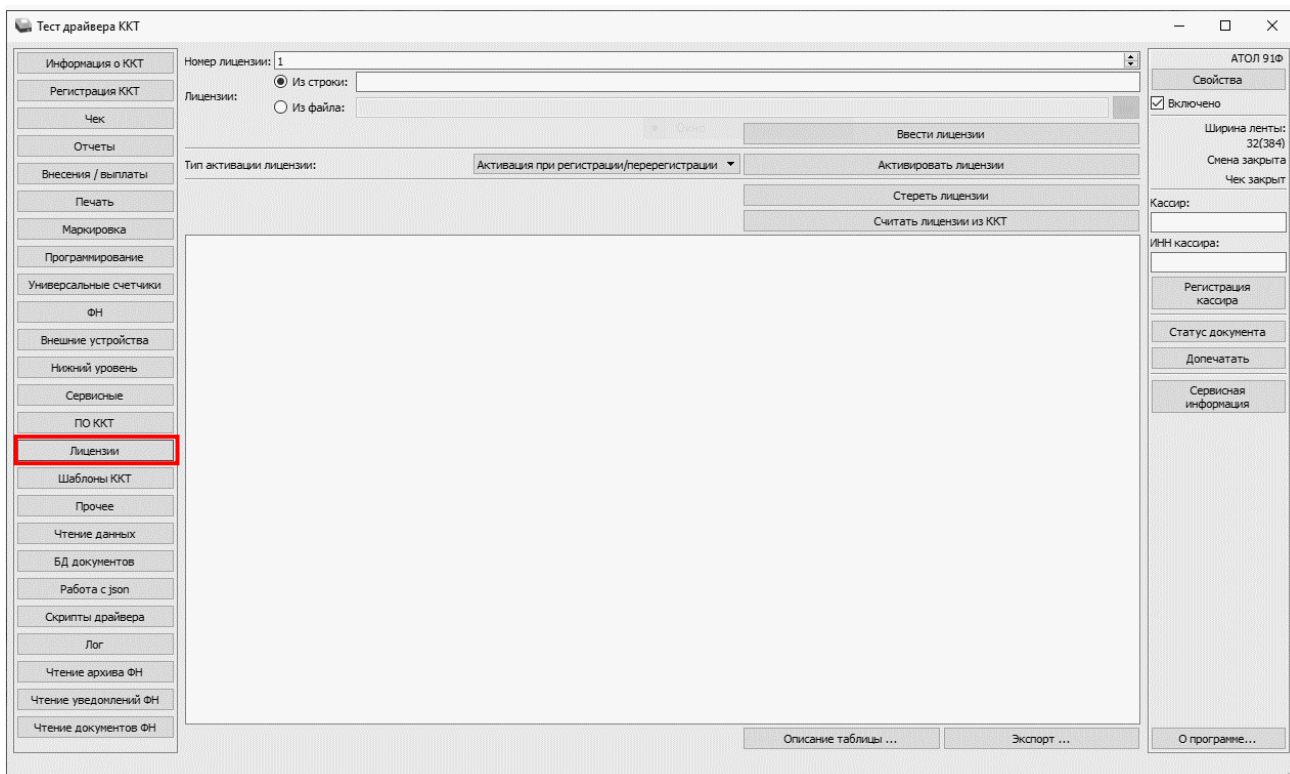 Тест драйвера ККТ
Информация о ККТ
Регистрация ККТ
Чек
Отчеты
Внесения / выплаты
Печать
Маркировка
Программирование
Универсальные счетчики
ФН
Внешние устройства
Нижний уровень
Сервисные
ПО ККТ
Лицензии
Шаблоны ККТ
Прочее
Чтение данных
БД документов
Работа с json
Скрипты драйвера
Лог
Чтение архива ФН
Чтение уведомлений ФН
Чтение документов ФН
Номер лицензии: 1
Лицензии:
Из строки:
Из файла:
Окно
Ввести лицензии
Тип активации лицензии: Активация при регистрации/перерегистрации Активировать лицензии
Стереть лицензии
Считать лицензии из ККТ
Описание таблицы ... Экспорт ...
АТОЛ 91Ф
Свойства
Включено
Ширина ленты:
32(384)
Смена закрыта
Чек закрыт
Кассир:
ИНН кассира:
Регистрация
кассира
Статус документа
Допечатать
Сервисная
информация
О программе...